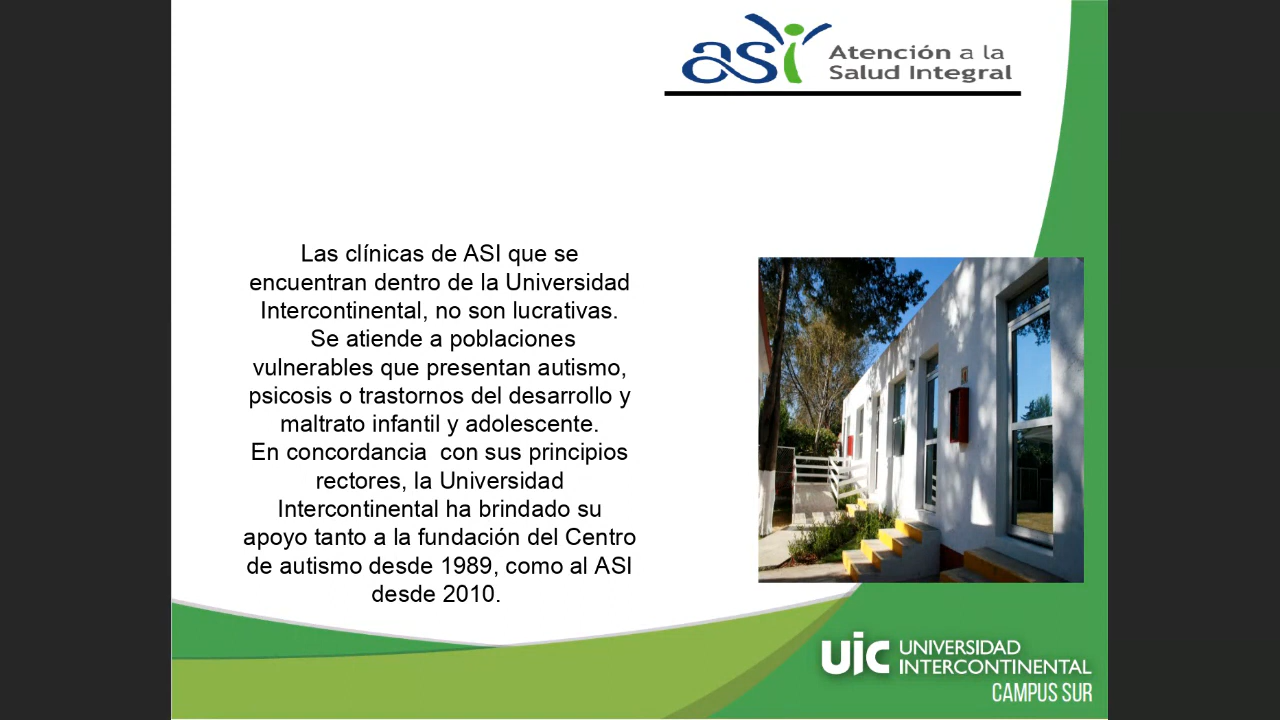 asi Atención a la
Salud Integral
Las clínicas de ASI que se
encuentran dentro de la Universidad
Intercontinental, no son lucrativas.
Se atiende a poblaciones
vulnerables que presentan autismo,
psicosis o trastornos del desarrollo y
maltrato infantil y adolescente.
En concordancia  con sus principios
rectores, la Universidad
Intercontinental ha brindado su
apoyo tanto a la fundación del Centro
de autismo desde 1989, como al ASI
desde 2010.
UIC UNIVERSIDAD
INTERCONTINENTAL
CAMPUS SUR